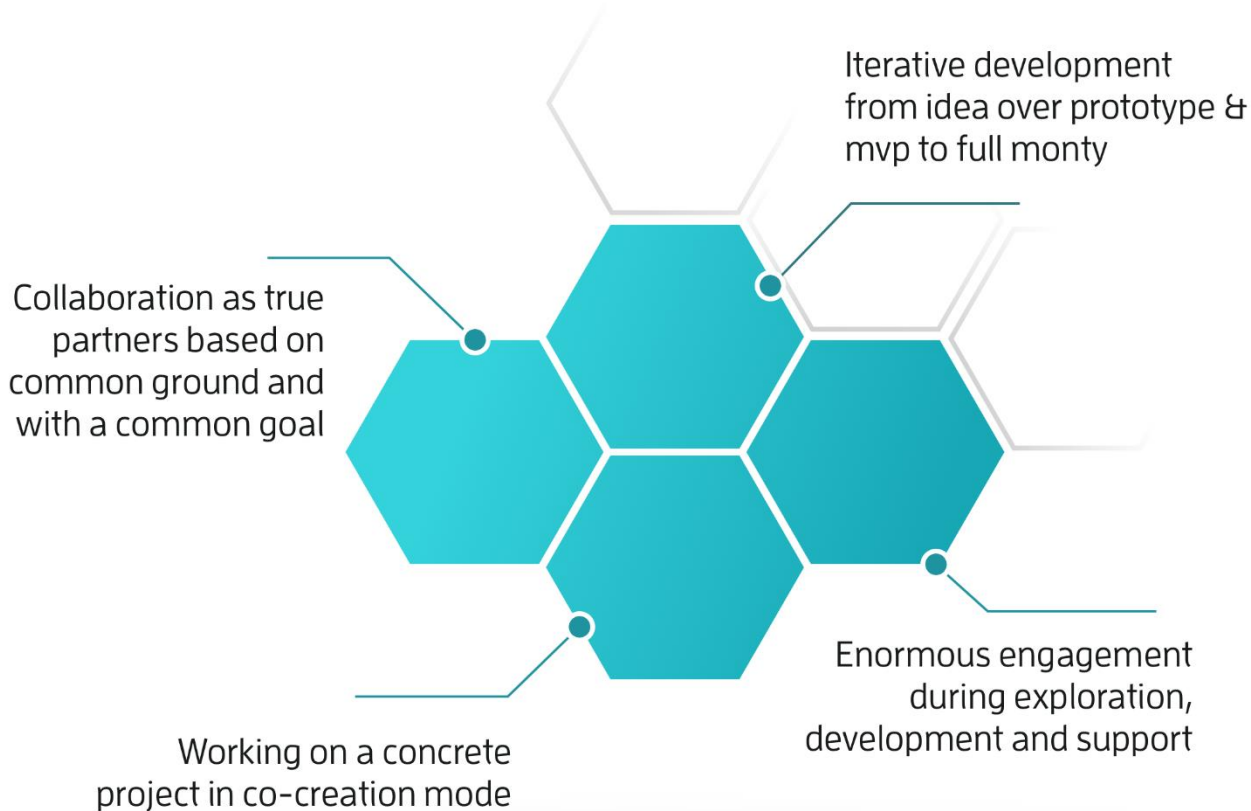 Iterative development
from idea over prototype &
mvp to full monty
Collaboration as true
partners based on
common ground and
with a common goal
Enormous engagement
during exploration,
development and support
Working on a concrete
project in co-creation mode